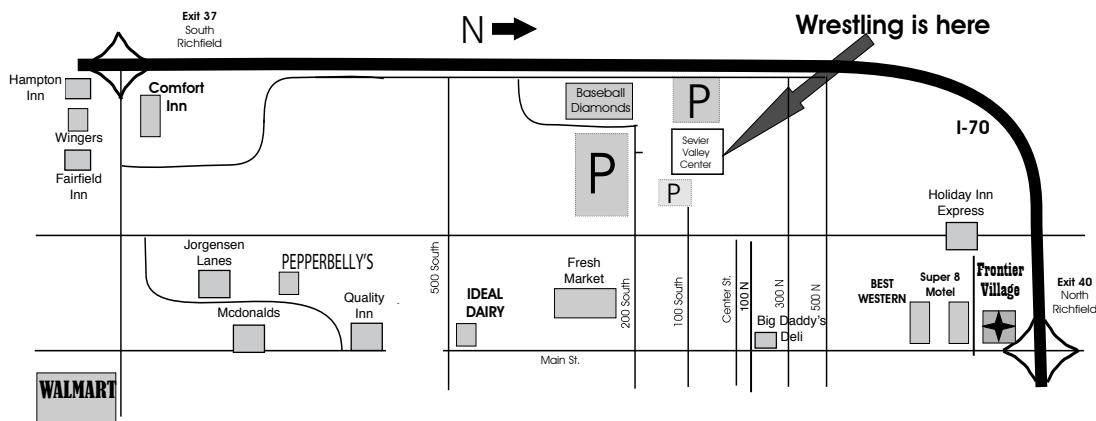 Exit 37
South
Richfield
N
Wrestling is here
Hampton
Inn
Comfort
Inn
Wingers
Fairfield
Inn
Baseball
Diamonds
P
P
Sevier
Valley
Center
P
I-70
Holiday Inn
Express
Jorgensen
Lanes
PEPPERBELLY'S
Mcdonalds
Quality
Inn
500 South
IDEAL
DAIRY
Fresh
Market
200 South
100 South
Center St.
100 N
300 N
500 N
Big Daddy's
Deli
Main St.
BEST
WESTERN
Super 8
Motel
Frontier
Village
Exit 40
North
Richfield
WALMART